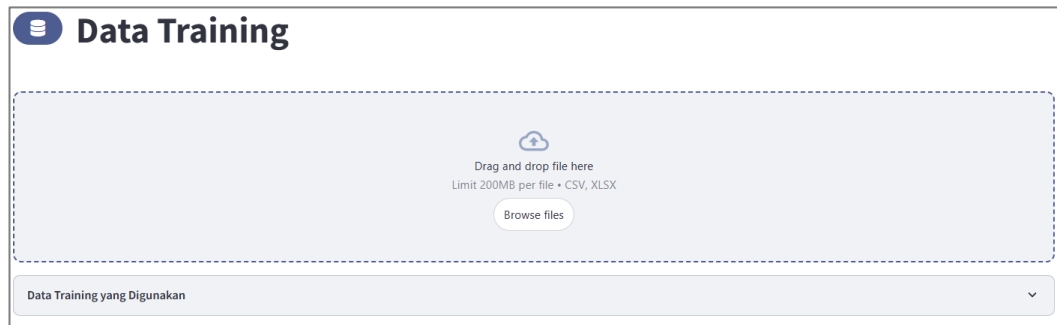 Data Training
Drag and drop file here
Limit 200MB per file • CSV, XLSX
Browse files
Data Training yang Digunakan